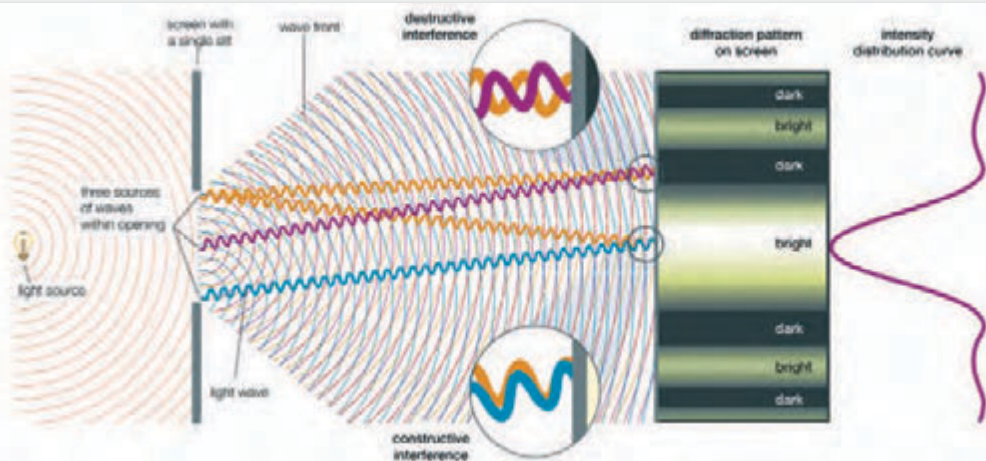 screen with
a single slit
wave front
destructive
interference
diffraction pattern
on screen
intensity
distribution curve
dark
bright
dark
three sources
of waves
within opening
bright
light source
dark
bright
light wave
dark
constructive
interference